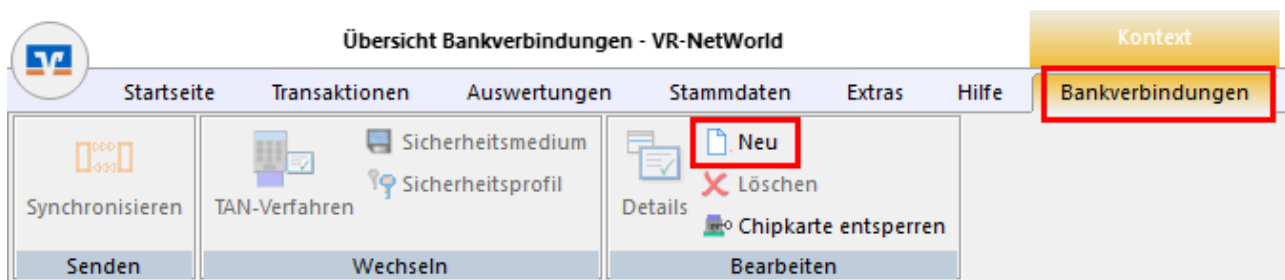 Übersicht Bankverbindungen - VR-NetWorld
Kontext
Startseite Transaktionen Auswertungen Stammdaten Extras Hilfe Bankverbindungen
Synchronisieren
TAN-Verfahren
Sicherheitsmedium
Sicherheitsprofil
Details
Neu
Löschen
Chipkarte entsperren
Senden Wechseln Bearbeiten